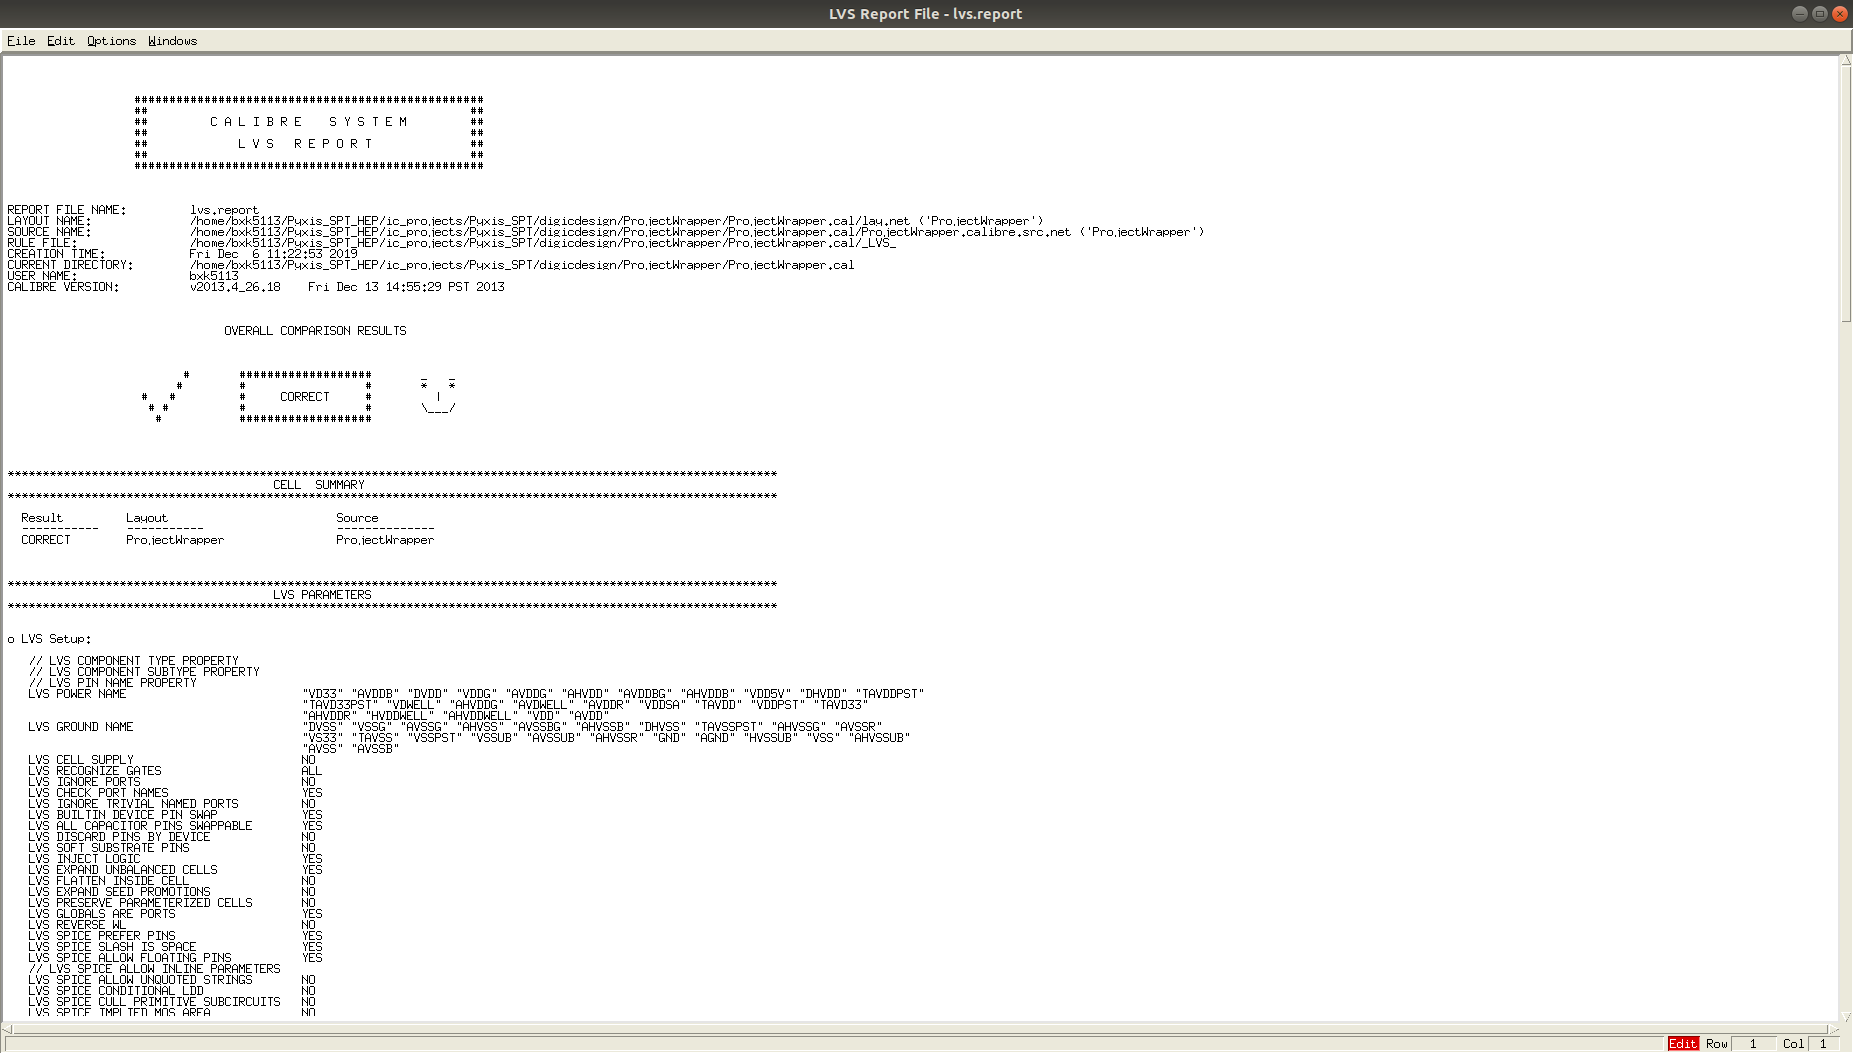 LVS Report File - lvs.report
File Edit Options Windows
##################################################
##                                              ##
##         C A L I B R E    S Y S T E M         ##
##                                              ##
##             L V S   R E P O R T              ##
##                                              ##
##################################################
REPORT FILE NAME: lvs.report
LAYOUT NAME: /home/bxk5113/Pyxis_SPT_HEP/ic_projects/Pyxis_SPT/digicdesign/ProjectWrapper/ProjectWrapper.cal/lay.net ('ProjectWrapper')
SOURCE NAME: /home/bxk5113/Pyxis_SPT_HEP/ic_projects/Pyxis_SPT/digicdesign/ProjectWrapper/ProjectWrapper.cal/ProjectWrapper.calibre.src.net ('ProjectWrapper')
RULE FILE: /home/bxk5113/Pyxis_SPT_HEP/ic_projects/Pyxis_SPT/digicdesign/ProjectWrapper/ProjectWrapper.cal/_LVS_
CREATION TIME: Fri Dec  6 11:22:53 2019
CURRENT DIRECTORY: /home/bxk5113/Pyxis_SPT_HEP/ic_projects/Pyxis_SPT/digicdesign/ProjectWrapper/ProjectWrapper.cal
USER NAME: bxk5113
CALIBRE VERSION: v2013.4_26.18    Fri Dec 13 14:55:29 PST 2013
OVERALL COMPARISON RESULTS
      #       ###################       _   _
     #        #                 #       *   *
#   #         #     CORRECT     #         |
 # #          #                 #       \___/
  #           ###################
**************************************************************************************************************
CELL  SUMMARY
**************************************************************************************************************
Result Layout Source
----------- ----------- --------------
CORRECT ProjectWrapper ProjectWrapper
**************************************************************************************************************
LVS PARAMETERS
**************************************************************************************************************
o LVS Setup:
// LVS COMPONENT TYPE PROPERTY
// LVS COMPONENT SUBTYPE PROPERTY
// LVS PIN NAME PROPERTY
LVS POWER NAME "VD33" "AVDDB" "DVDD" "VDDG" "AVDDG" "AHVDD" "AVDDBG" "AHVDDB" "VDD5V" "DHVDD" "TAVDDPST"
"TAVD33PST" "VDWELL" "AHVDDG" "AVDWELL" "AVDDR" "VDDSA" "TAVDD" "VDDPST" "TAVD33"
"AHVDDR" "HVDDWELL" "AHVDDWELL" "VDD" "AVDD"
LVS GROUND NAME "DVSS" "VSSG" "AVSSG" "AHVSS" "AVSSBG" "AHVSSB" "DHVSS" "TAVSSPST" "AHVSSG" "AVSSR"
"VS33" "TAVSS" "VSSPST" "VSSUB" "AVSSUB" "AHVSSR" "GND" "AGND" "HVSSUB" "VSS" "AHVSSUB"
"AVSS" "AVSSB"
LVS CELL SUPPLY NO
LVS RECOGNIZE GATES ALL
LVS IGNORE PORTS NO
LVS CHECK PORT NAMES YES
LVS IGNORE TRIVIAL NAMED PORTS NO
LVS BUILTIN DEVICE PIN SWAP YES
LVS ALL CAPACITOR PINS SWAPPABLE YES
LVS DISCARD PINS BY DEVICE NO
LVS SOFT SUBSTRATE PINS NO
LVS INJECT LOGIC YES
LVS EXPAND UNBALANCED CELLS YES
LVS FLATTEN INSIDE CELL NO
LVS EXPAND SEED PROMOTIONS NO
LVS PRESERVE PARAMETERIZED CELLS NO
LVS GLOBALS ARE PORTS YES
LVS REVERSE WL NO
LVS SPICE PREFER PINS YES
LVS SPICE SLASH IS SPACE YES
LVS SPICE ALLOW FLOATING PINS YES
// LVS SPICE ALLOW INLINE PARAMETERS
LVS SPICE ALLOW UNQUOTED STRINGS NO
LVS SPICE CONDITIONAL LDD NO
LVS SPICE CULL PRIMITIVE SUBCIRCUITS NO
LVS SPICE IMPLIED MOS AREA NO
Edit Row 1 Col 1